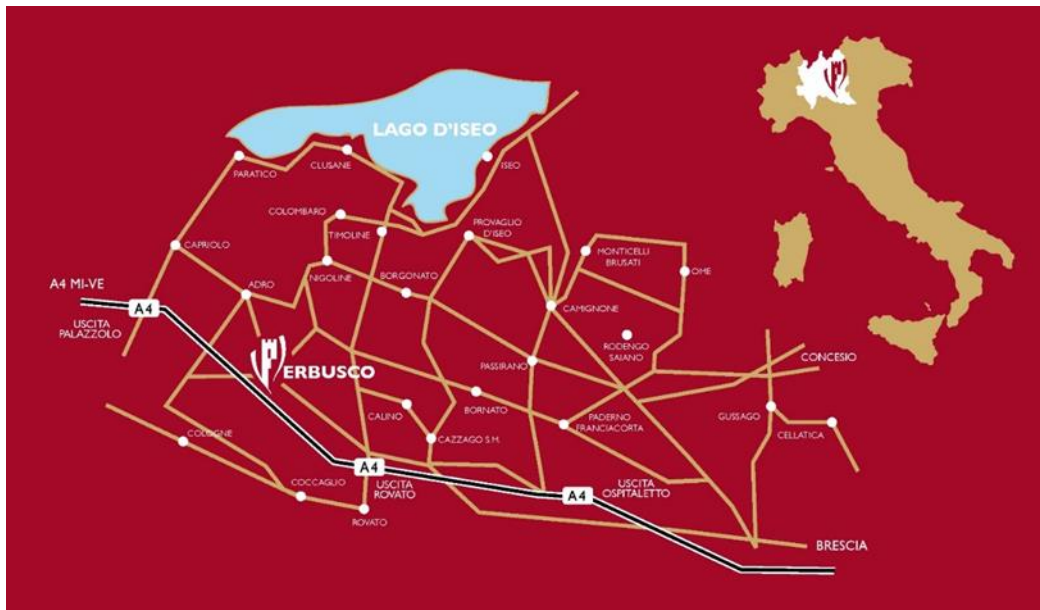 LAGO D'ISEO
PARATICO
CLUSANE
ISEO
COLOMBARO
TIMOLINE
PROVAGLIO
D'ISEO
CAPRIOLO
MONTICELLI
BRUSATI
OME
A4 MI-VE
ADRO
NIGOLINE
BORGONATO
CAMIGNONE
A4
USCITA
PALAZZOLO
RODENGO
SAIANO
CONCESIO
ERBUSCO
PASSIRANO
CALINO
BORNATO
PADERNO
FRANCIACORTA
GUSSAGO
CELLATICA
COLOGNE
CAZZAGO S.M.
A4
USCITA
ROVATO
COCCAGLIO
ROVATO
A4
USCITA
OSPITALETTO
BRESCIA